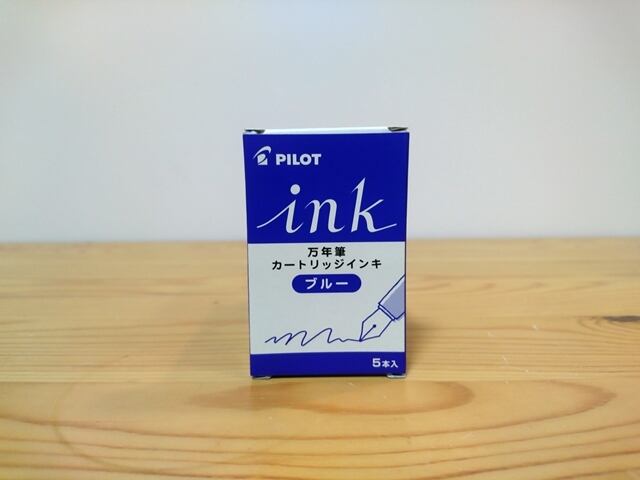 PILOT
ink
万年筆
カートリッジインキ
ブルー
5本入